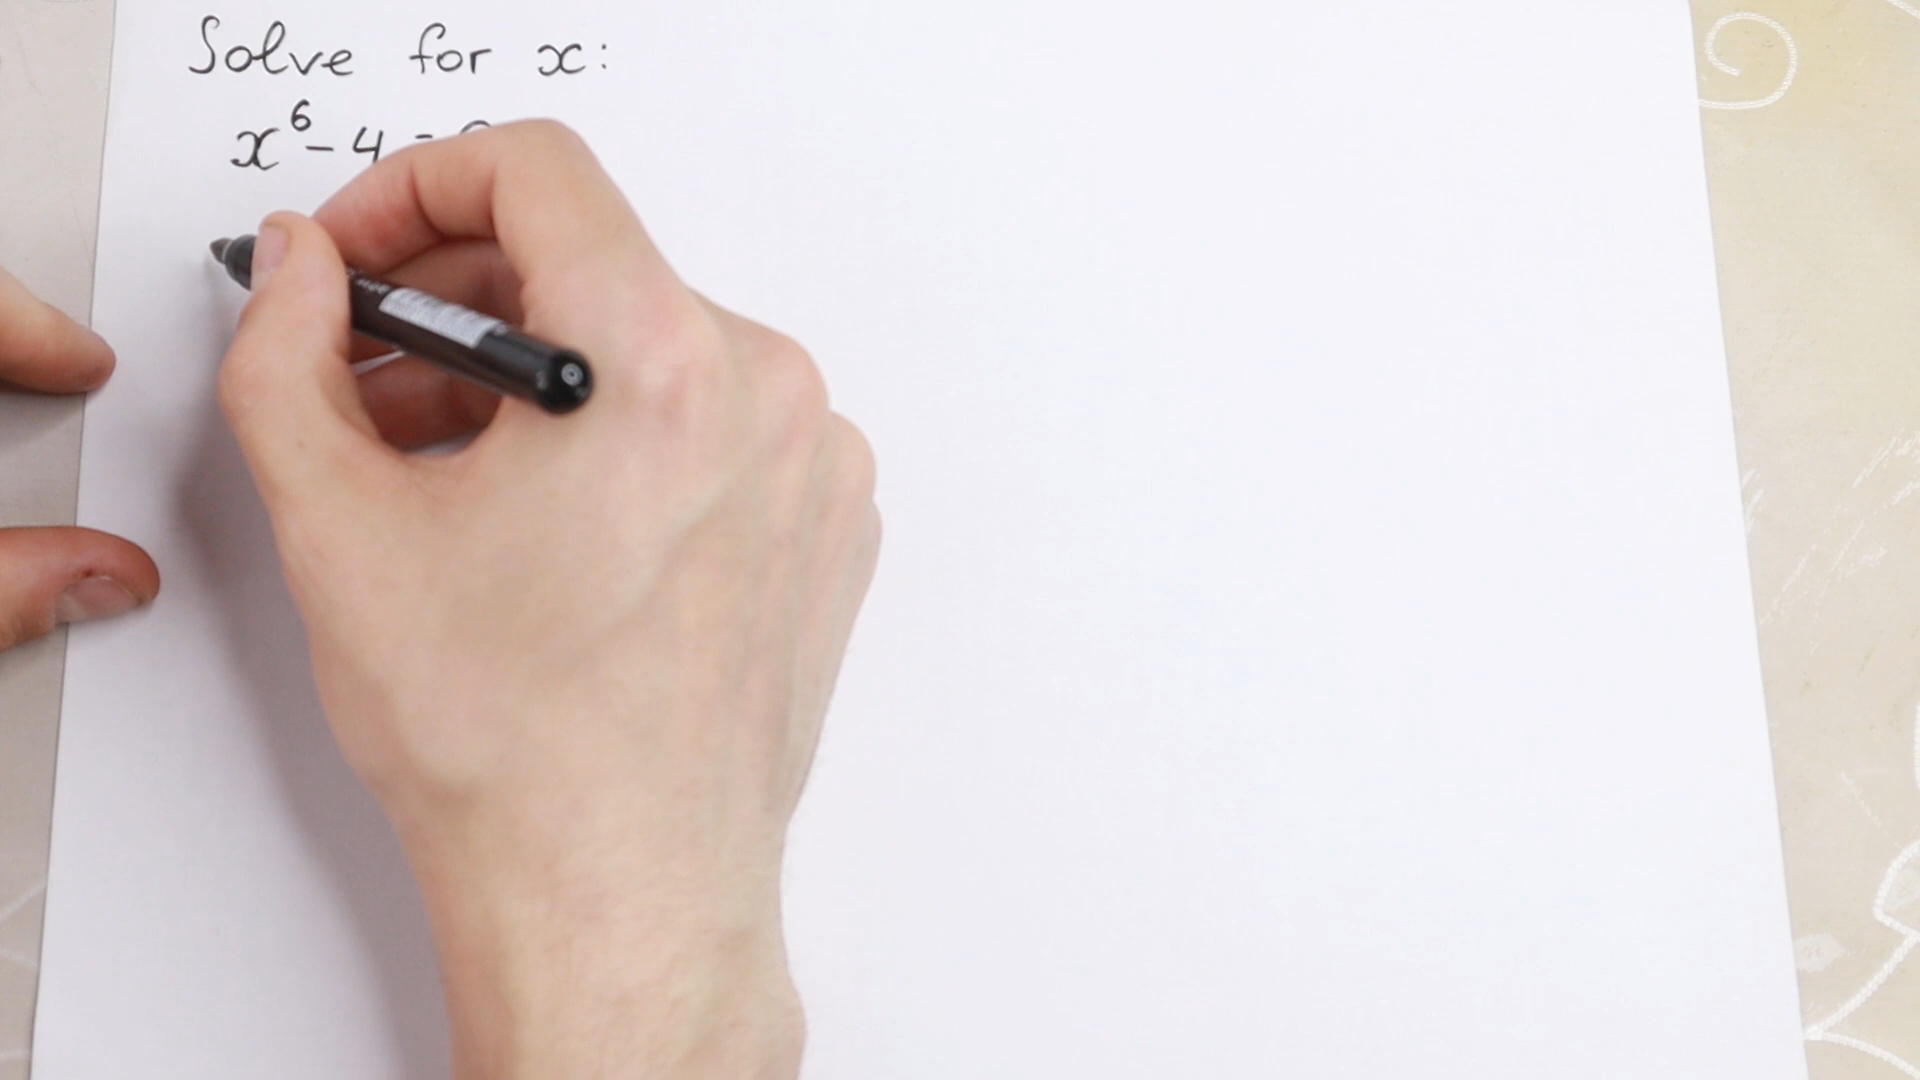 Solve for x:
x⁶ - 4 =